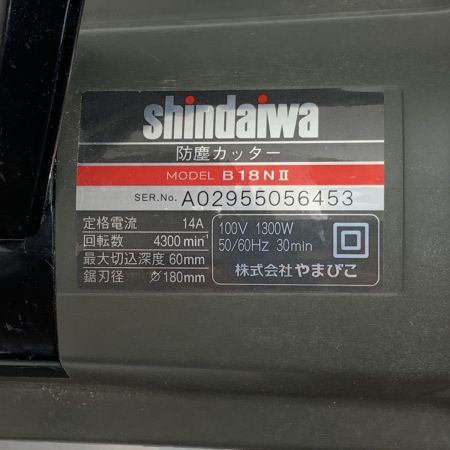 shindaiwa
防塵カッター
MODEL B18NⅡ
SER.No. A02955056453
定格電流 14A
回転数 4300min⁻¹
最大切込深度 60mm
鋸刃径 ⌀180mm
100V 1300W
50/60Hz 30min
株式会社やまびこ